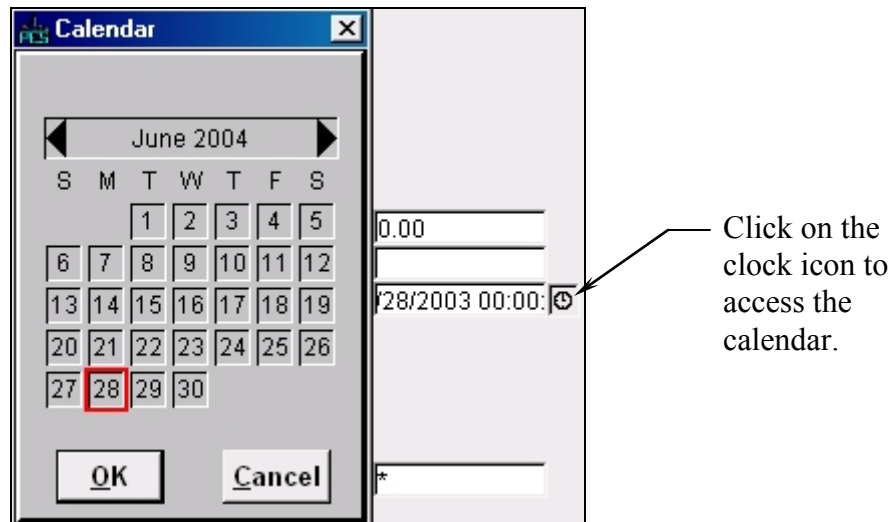 PCS Calendar
June 2004
S M T W T F S
1 2 3 4 5
6 7 8 9 10 11 12
13 14 15 16 17 18 19
20 21 22 23 24 25 26
27 28 29 30
OK Cancel
0.00
/28/2003 00:00:
*
Click on the
clock icon to
access the
calendar.